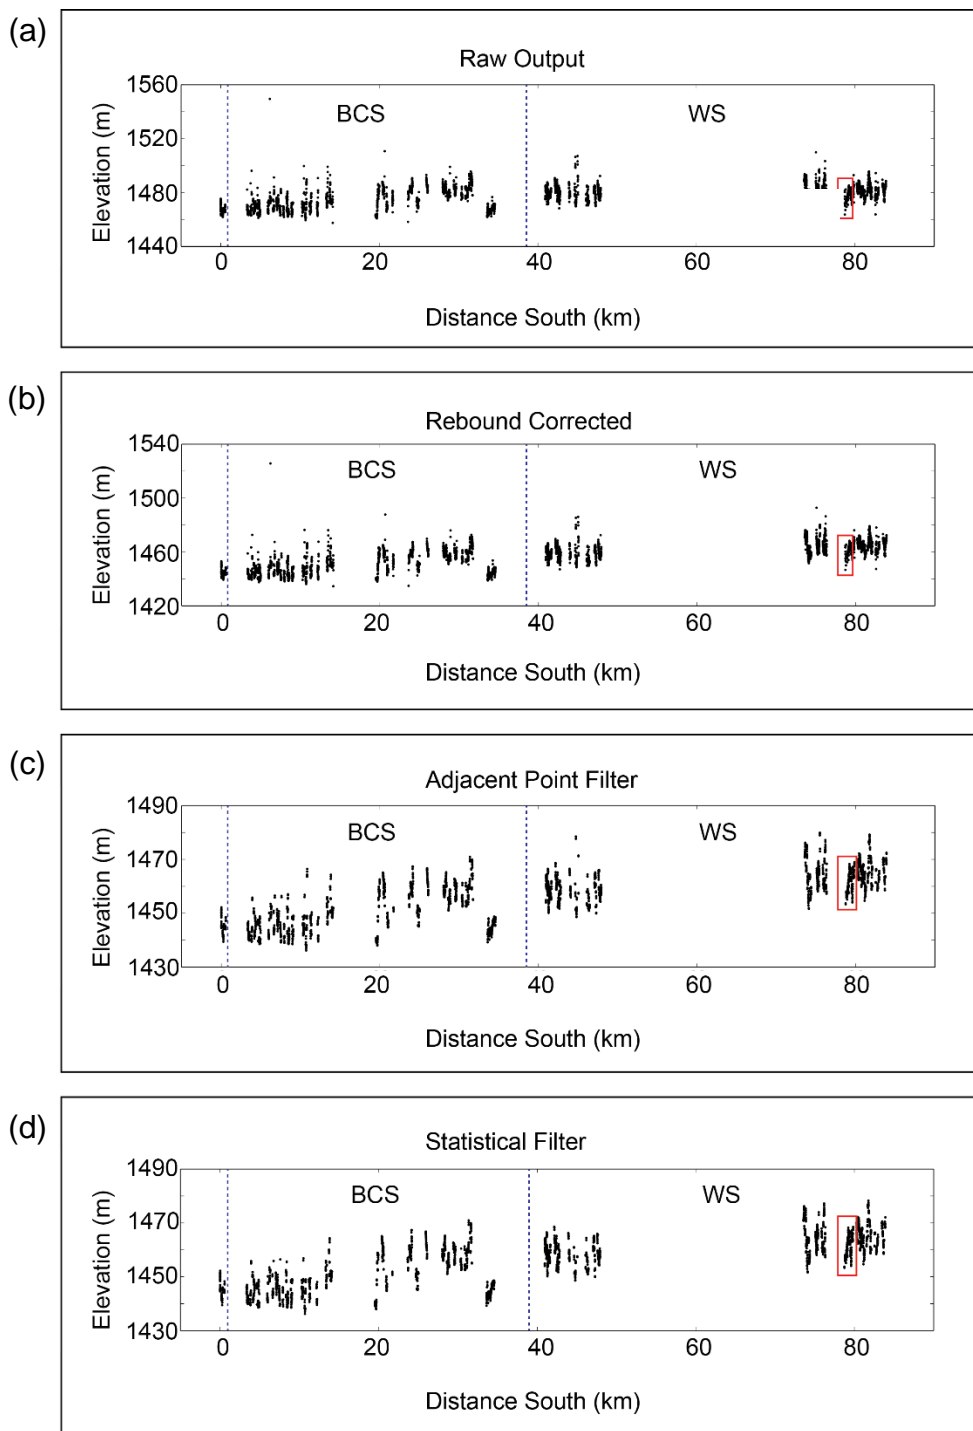 (a)
Raw Output
1560
1520
1480
1440
Elevation (m)
BCS
WS
0 20 40 60 80
Distance South (km)
(b)
Rebound Corrected
1540
1500
1460
1420
Elevation (m)
BCS
WS
0 20 40 60 80
Distance South (km)
(c)
Adjacent Point Filter
1490
1470
1450
1430
Elevation (m)
BCS
WS
0 20 40 60 80
Distance South (km)
(d)
Statistical Filter
1490
1470
1450
1430
Elevation (m)
BCS
WS
0 20 40 60 80
Distance South (km)